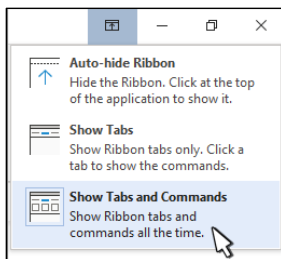 Auto-hide Ribbon
Hide the Ribbon. Click at the top
of the application to show it.
Show Tabs
Show Ribbon tabs only. Click a
tab to show the commands.
Show Tabs and Commands
Show Ribbon tabs and
commands all the time.